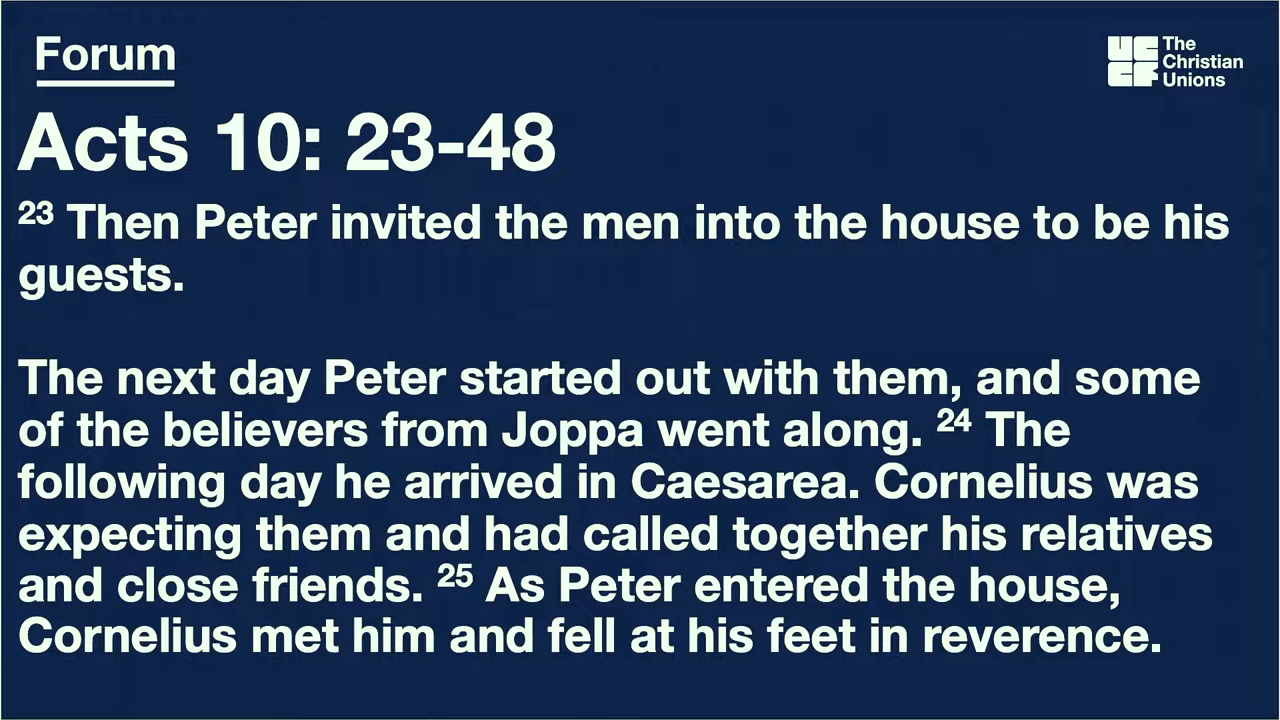 Forum
UC
CF
The
Christian
Unions
Acts 10: 23-48
23 Then Peter invited the men into the house to be his
guests.
The next day Peter started out with them, and some
of the believers from Joppa went along. 24 The
following day he arrived in Caesarea. Cornelius was
expecting them and had called together his relatives
and close friends. 25 As Peter entered the house,
Cornelius met him and fell at his feet in reverence.